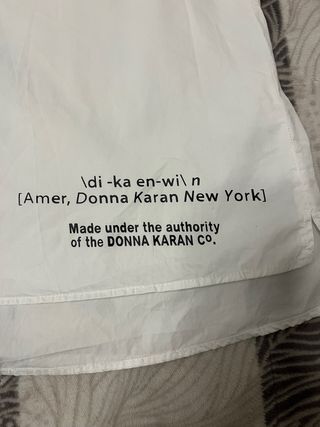 \di -ka en-wi\ n
[Amer, Donna Karan New York]
Made under the authority
of the DONNA KARAN Co.